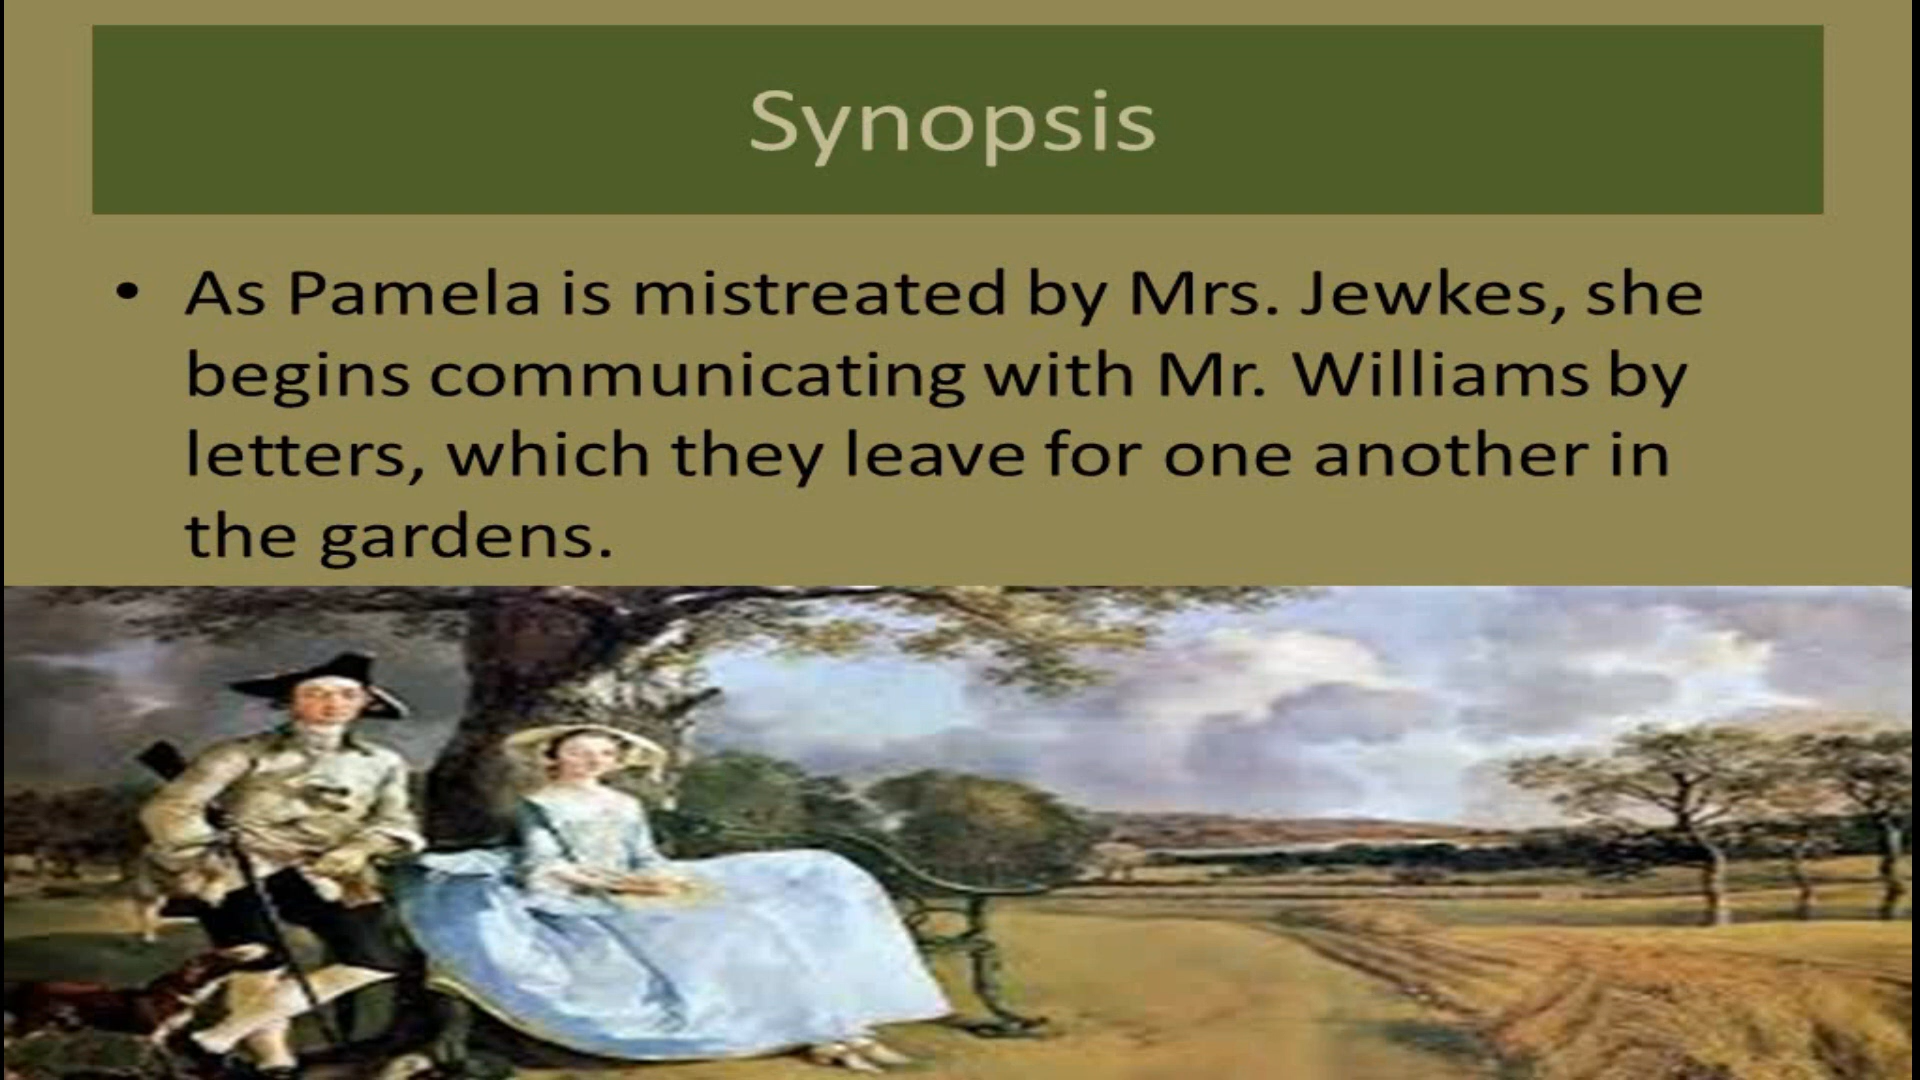 Synopsis
• As Pamela is mistreated by Mrs. Jewkes, she
begins communicating with Mr. Williams by
letters, which they leave for one another in
the gardens.